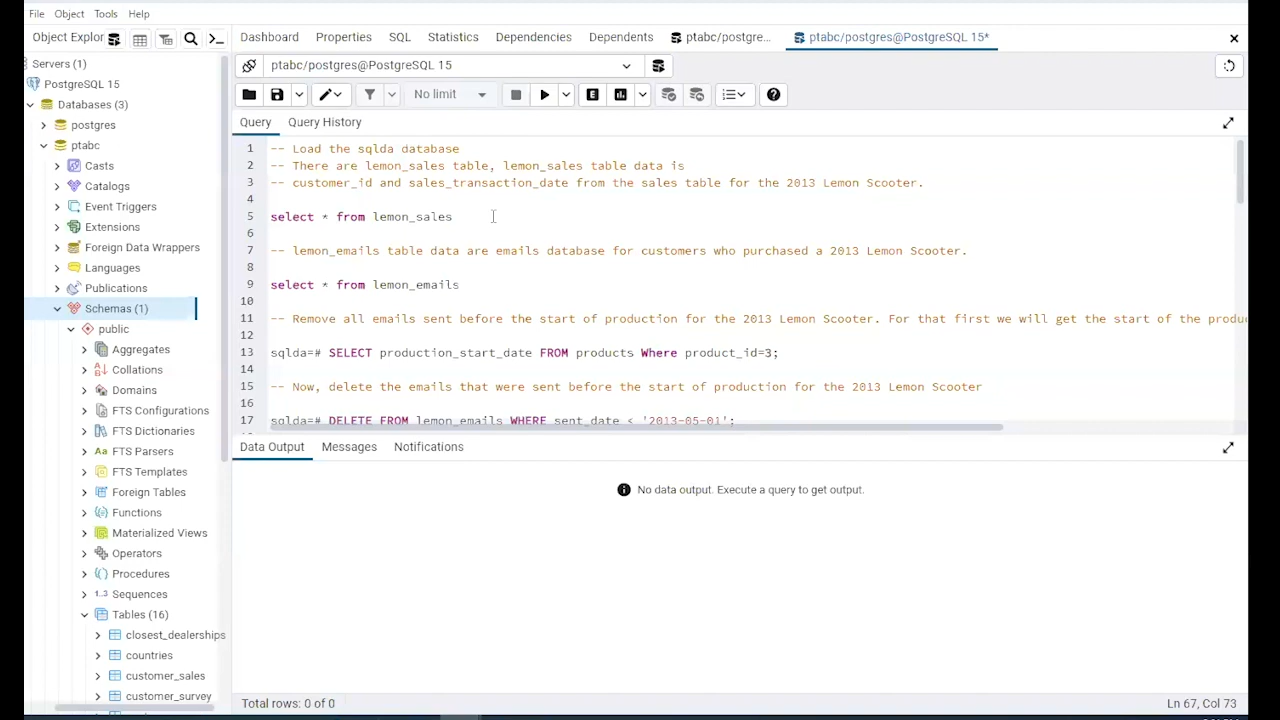 File Object Tools Help
Object Explor
Dashboard Properties SQL Statistics Dependencies Dependents ptabc/postgre... ptabc/postgres@PostgreSQL 15*
Servers (1)
PostgreSQL 15
Databases (3)
postgres
ptabc
Casts
Catalogs
Event Triggers
Extensions
Foreign Data Wrappers
Languages
Publications
Schemas (1)
public
Aggregates
Collations
Domains
FTS Configurations
FTS Dictionaries
FTS Parsers
FTS Templates
Foreign Tables
Functions
Materialized Views
Operators
Procedures
Sequences
Tables (16)
closest_dealerships
countries
customer_sales
customer_survey
ptabc/postgres@PostgreSQL 15
No limit
Query Query History
1 -- Load the sqlda database
2 -- There are lemon_sales table, lemon_sales table data is
3 -- customer_id and sales_transaction_date from the sales table for the 2013 Lemon Scooter.
4
5 select * from lemon_sales
6
7 -- lemon_emails table data are emails database for customers who purchased a 2013 Lemon Scooter.
8
9 select * from lemon_emails
10
11 -- Remove all emails sent before the start of production for the 2013 Lemon Scooter. For that first we will get the start of the produ
12
13 sqlda=# SELECT production_start_date FROM products Where product_id=3;
14
15 -- Now, delete the emails that were sent before the start of production for the 2013 Lemon Scooter
16
17 sqlda=# DELETE FROM lemon_emails WHERE sent_date < '2013-05-01';
Data Output Messages Notifications
No data output. Execute a query to get output.
Total rows: 0 of 0
Ln 67, Col 73